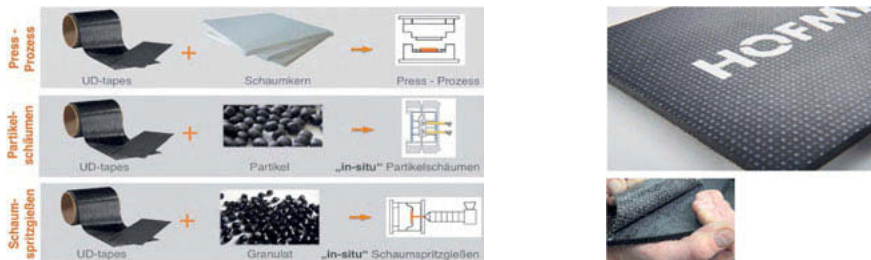 Press -
Prozess
UD-tapes
Schaumkern
Press - Prozess
Partikel-
schäumen
UD-tapes
Partikel
„in-situ“ Partikelschäumen
Schaum-
spritzgießen
UD-tapes
Granulat
„in-situ“ Schaumspritzgießen